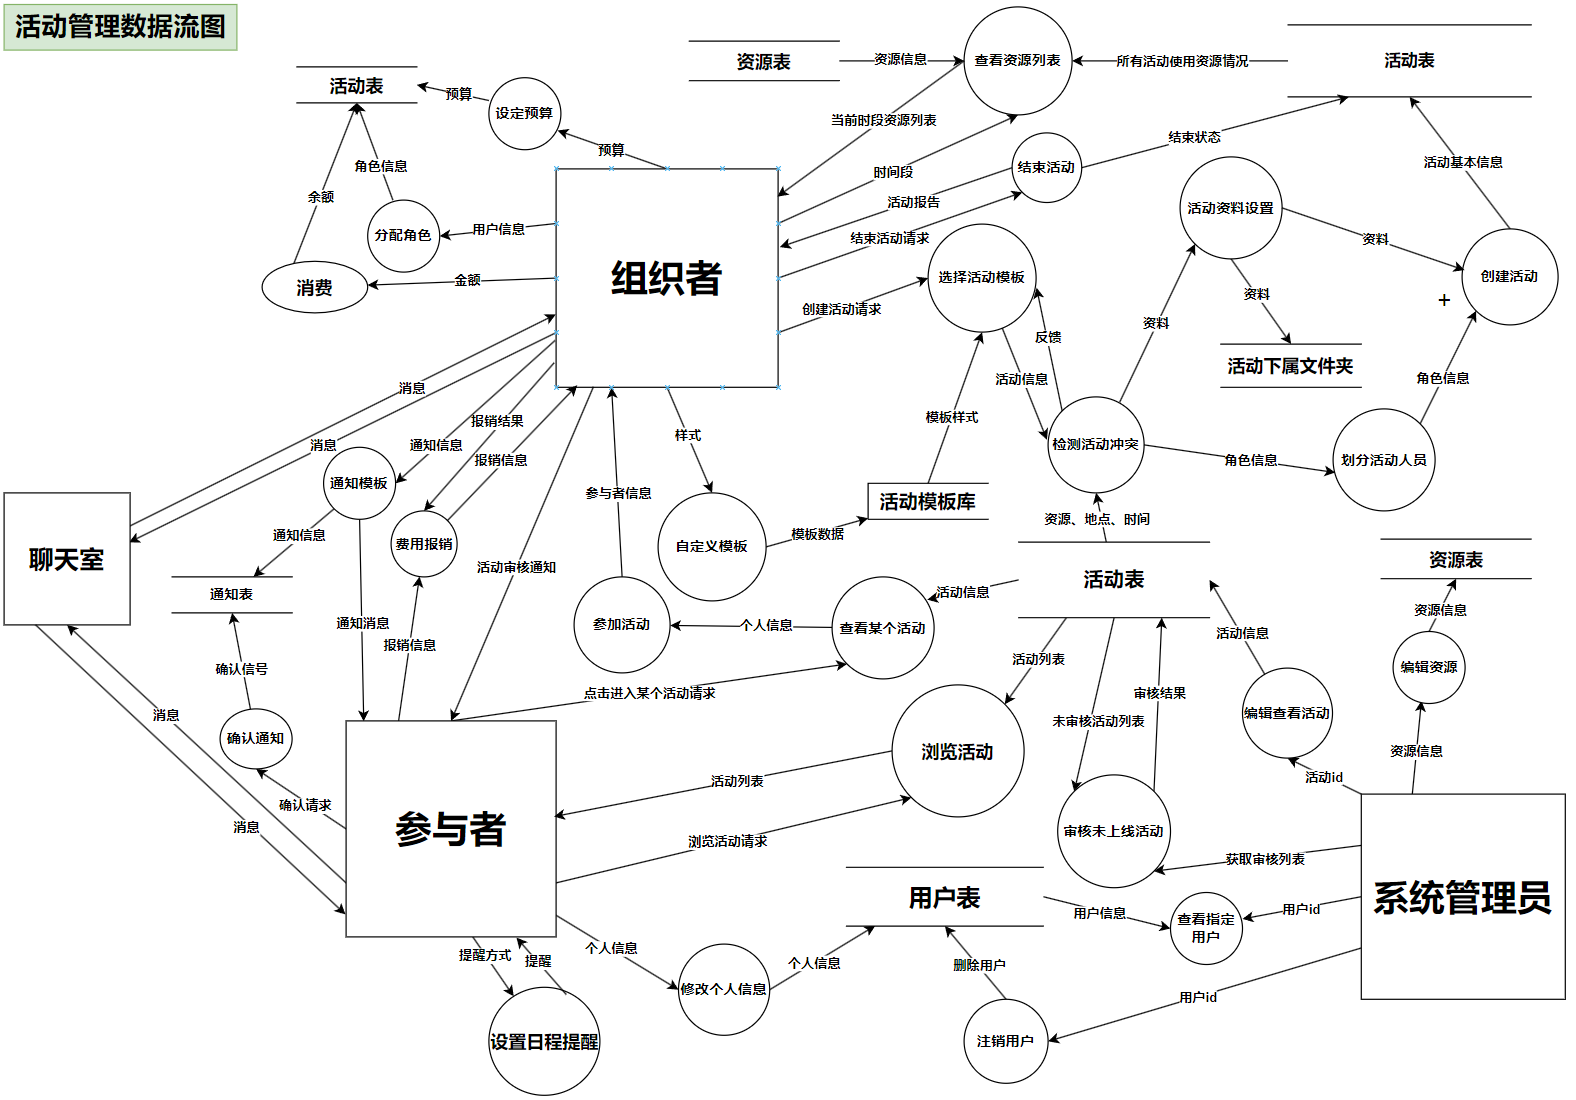 活动管理数据流图
资源表
资源信息
查看资源列表
所有活动使用资源情况
活动表
活动表
预算
设定预算
预算
当前时段资源列表
结束状态
角色信息
余额
时间段
结束活动
活动基本信息
活动报告
活动资料设置
分配角色
用户信息
结束活动请求
资料
消费
金额
组织者
选择活动模板
创建活动
资料
创建活动请求
+
资料
反馈
活动下属文件夹
消息
活动信息
角色信息
报销结果
模板样式
消息
通知信息
样式
检测活动冲突
报销信息
角色信息
划分活动人员
通知模板
参与者信息
活动模板库
资源、地点、时间
通知信息
模板数据
费用报销
自定义模板
聊天室
活动审核通知
活动表
资源表
通知表
活动信息
资源信息
通知消息
参加活动
个人信息
查看某个活动
活动信息
报销信息
确认信号
活动列表
编辑资源
点击进入某个活动请求
审核结果
消息
未审核活动列表
编辑查看活动
确认通知
浏览活动
资源信息
活动列表
活动id
确认请求
消息
参与者
浏览活动请求
审核未上线活动
获取审核列表
用户表
系统管理员
用户信息
用户id
查看指定
用户
提醒方式
提醒
个人信息
个人信息
删除用户
修改个人信息
用户id
设置日程提醒
注销用户